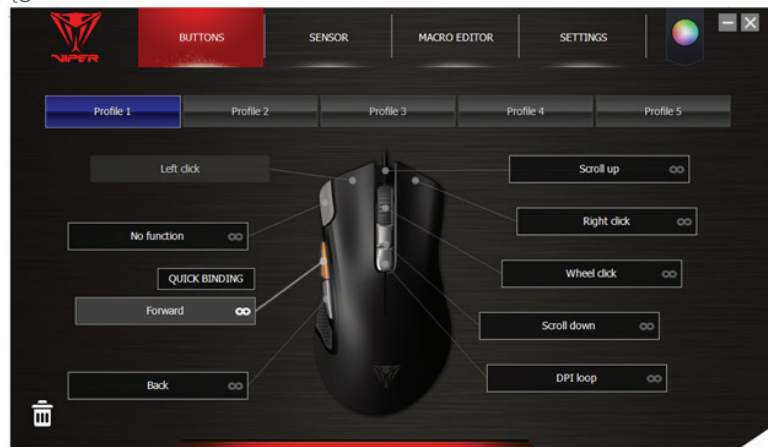 BUTTONS
SENSOR
MACRO EDITOR
SETTINGS
VIPER
Profile 1
Profile 2
Profile 3
Profile 4
Profile 5
Left click
Scroll up
No function
Right click
QUICK BINDING
Wheel click
Forward
Scroll down
Back
DPI loop